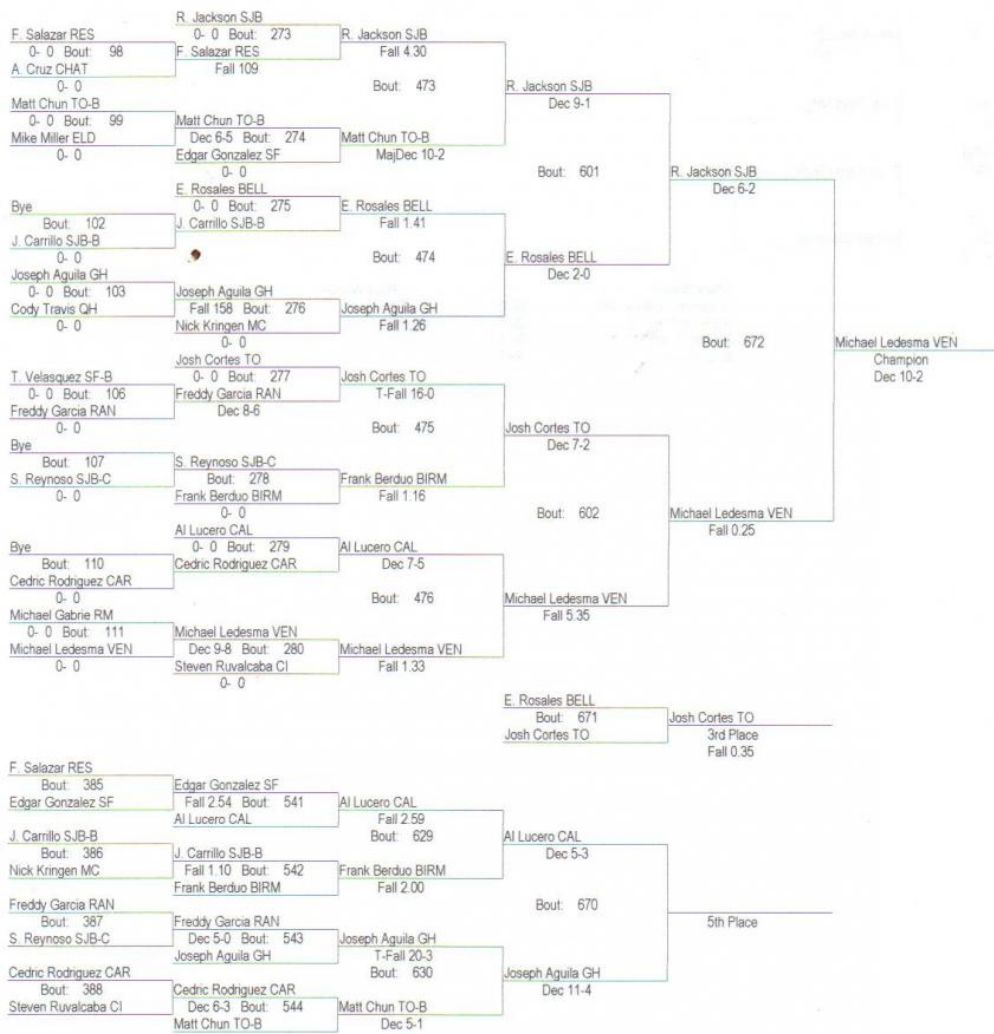 R. Jackson SJB
F. Salazar RES
0- 0 Bout: 273
R. Jackson SJB
0- 0 Bout: 98
F. Salazar RES
Fall 4.30
A. Cruz CHAT
Fall 109
0- 0
Bout: 473
R. Jackson SJB
Matt Chun TO-B
Dec 9-1
0- 0 Bout: 99
Matt Chun TO-B
Mike Miller ELD
Dec 6-5 Bout: 274
Matt Chun TO-B
0- 0
Edgar Gonzalez SF
MajDec 10-2
0- 0
Bout: 601
R. Jackson SJB
E. Rosales BELL
Dec 6-2
Bye
0- 0 Bout: 275
E. Rosales BELL
Bout: 102
J. Carrillo SJB-B
Fall 1.41
J. Carrillo SJB-B
0- 0
Bout: 474
E. Rosales BELL
Joseph Aguila GH
Dec 2-0
0- 0 Bout: 103
Joseph Aguila GH
Cody Travis QH
Fall 158 Bout: 276
Joseph Aguila GH
0- 0
Nick Kringen MC
Fall 1.26
0- 0
Bout: 672
Michael Ledesma VEN
Champion
Dec 10-2
Josh Cortes TO
T. Velasquez SF-B
0- 0 Bout: 277
Josh Cortes TO
0- 0 Bout: 106
Freddy Garcia RAN
T-Fall 16-0
Freddy Garcia RAN
Dec 8-6
0- 0
Bout: 475
Josh Cortes TO
Bye
Dec 7-2
Bout: 107
S. Reynoso SJB-C
S. Reynoso SJB-C
Bout: 278
Frank Berduo BIRM
0- 0
Frank Berduo BIRM
Fall 1.16
0- 0
Bout: 602
Michael Ledesma VEN
Al Lucero CAL
Fall 0.25
Bye
0- 0 Bout: 279
Al Lucero CAL
Bout: 110
Cedric Rodriguez CAR
Dec 7-5
Cedric Rodriguez CAR
0- 0
Bout: 476
Michael Ledesma VEN
Michael Gabrie RM
Fall 5.35
0- 0 Bout: 111
Michael Ledesma VEN
Michael Ledesma VEN
Dec 9-8 Bout: 280
Michael Ledesma VEN
0- 0
Steven Ruvalcaba CI
Fall 1.33
0- 0
E. Rosales BELL
Bout: 671
Josh Cortes TO
Josh Cortes TO
3rd Place
Fall 0.35
F. Salazar RES
Bout: 385
Edgar Gonzalez SF
Edgar Gonzalez SF
Fall 2.54 Bout: 541
Al Lucero CAL
Al Lucero CAL
Fall 2.59
J. Carrillo SJB-B
Bout: 629
Al Lucero CAL
Bout: 386
J. Carrillo SJB-B
Dec 5-3
Nick Kringen MC
Fall 1.10 Bout: 542
Frank Berduo BIRM
Frank Berduo BIRM
Fall 2.00
Freddy Garcia RAN
Bout: 670
Bout: 387
Freddy Garcia RAN
5th Place
S. Reynoso SJB-C
Dec 5-0 Bout: 543
Joseph Aguila GH
Joseph Aguila GH
T-Fall 20-3
Cedric Rodriguez CAR
Bout: 630
Joseph Aguila GH
Bout: 388
Cedric Rodriguez CAR
Dec 11-4
Steven Ruvalcaba CI
Dec 6-3 Bout: 544
Matt Chun TO-B
Matt Chun TO-B
Dec 5-1